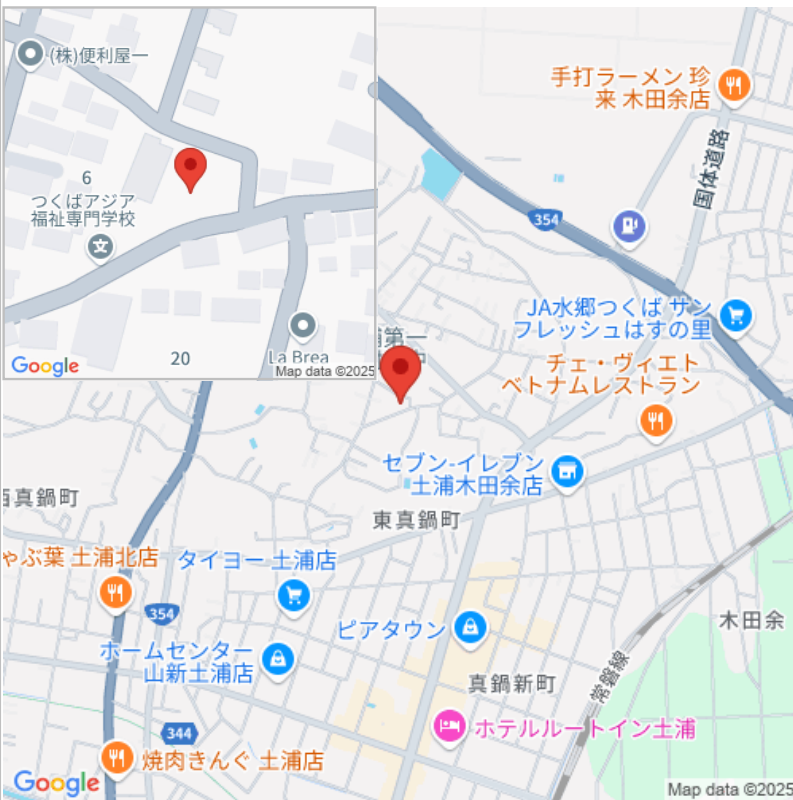 (株)便利屋一
6
つくばアジア
福祉専門学校
20
La Brea
Google
Map data ©2025
手打ラーメン 珍
来 木田余店
国体道路
354
JA水郷つくば サン
フレッシュはすの里
第一
チェ・ヴィエト
ベトナムレストラン
セブン-イレブン
土浦木田余店
真鍋町
東真鍋町
ゃぶ葉 土浦北店
タイヨー 土浦店
354
ピアタウン
木田余
ホームセンター
山新土浦店
常磐線
真鍋新町
344
ホテルルートイン土浦
焼肉きんぐ 土浦店
Google
Map data ©2025